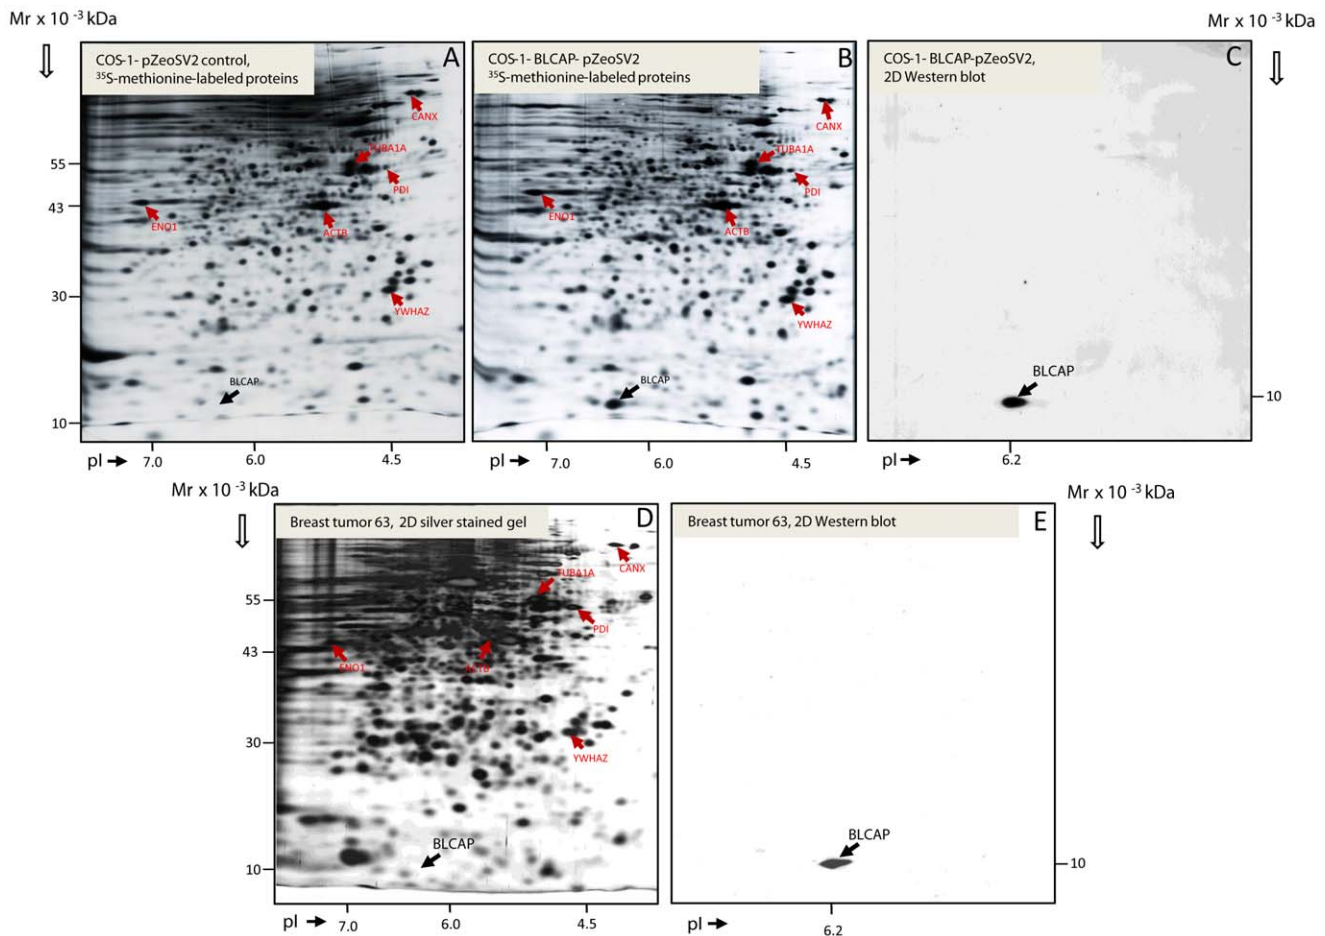 Mr x 10 -3 kDa
Mr x 10 -3 kDa
COS-1- pZeoSV2 control,
35S-methionine-labeled proteins
A
CANX
TUBA1A
PDI
ENO1
ACTB
YWHAZ
BLCAP
55
43
30
10
pI
7.0
6.0
4.5
COS-1- BLCAP- pZeoSV2
35S-methionine-labeled proteins
B
CANX
TUBA1A
PDI
ENO1
ACTB
YWHAZ
BLCAP
pI
7.0
6.0
4.5
COS-1- BLCAP-pZeoSV2,
2D Western blot
C
BLCAP
10
pI
6.2
Mr x 10 -3 kDa
Mr x 10 -3 kDa
Breast tumor 63, 2D silver stained gel
D
CANX
TUBA1A
PDI
ENO1
ACTB
YWHAZ
BLCAP
55
43
30
10
pI
7.0
6.0
4.5
Breast tumor 63, 2D Western blot
E
BLCAP
10
pI
6.2